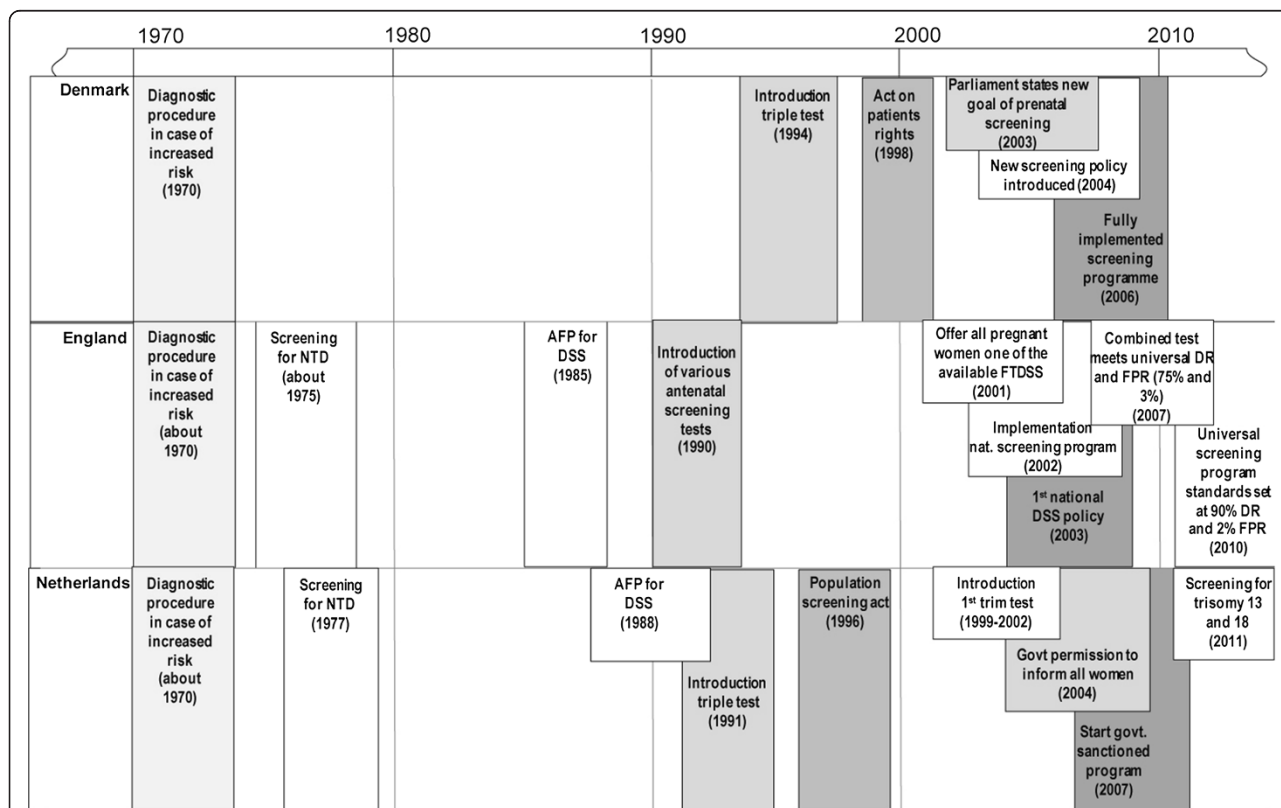 1970 1980 1990 2000 2010
Denmark
Diagnostic
procedure
in case of
increased
risk
(1970)
Introduction
triple test
(1994)
Act on
patients
rights
(1998)
Parliament states new
goal of prenatal
screening
(2003)
New screening policy
introduced (2004)
Fully
implemented
screening
programme
(2006)
England
Diagnostic
procedure
in case of
increased
risk
(about
1970)
Screening
for NTD
(about
1975)
AFP for
DSS
(1985)
Introduction
of various
antenatal
screening
tests
(1990)
Offer all pregnant
women one of the
available FTDSS
(2001)
Implementation
nat. screening program
(2002)
1st national
DSS policy
(2003)
Combined test
meets universal DR
and FPR (75% and
3%)
(2007)
Universal
screening
program
standards set
at 90% DR
and 2% FPR
(2010)
Netherlands
Diagnostic
procedure
in case of
increased
risk
(about
1970)
Screening
for NTD
(1977)
AFP for
DSS
(1988)
Introduction
triple test
(1991)
Population
screening act
(1996)
Introduction
1st trim test
(1999-2002)
Govt permission to
inform all women
(2004)
Start govt.
sanctioned
program
(2007)
Screening for
trisomy 13
and 18
(2011)